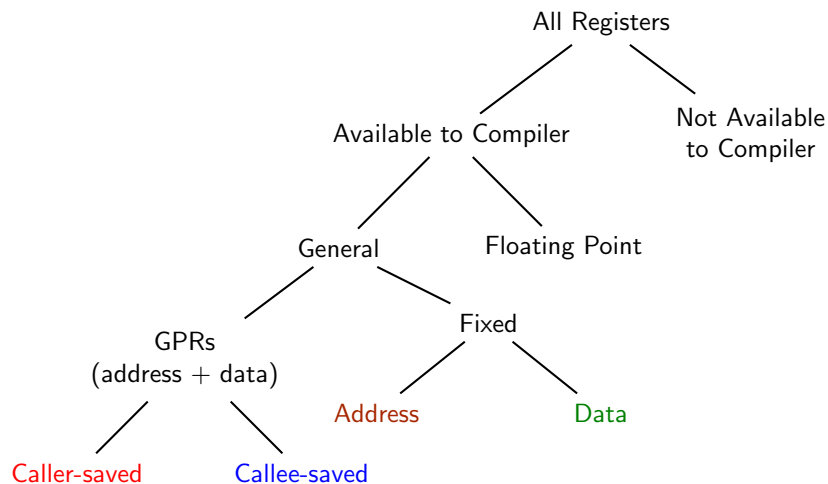 All Registers
Available to Compiler
Not Available
to Compiler
General
Floating Point
GPRs
(address + data)
Fixed
Address
Data
Caller-saved
Callee-saved